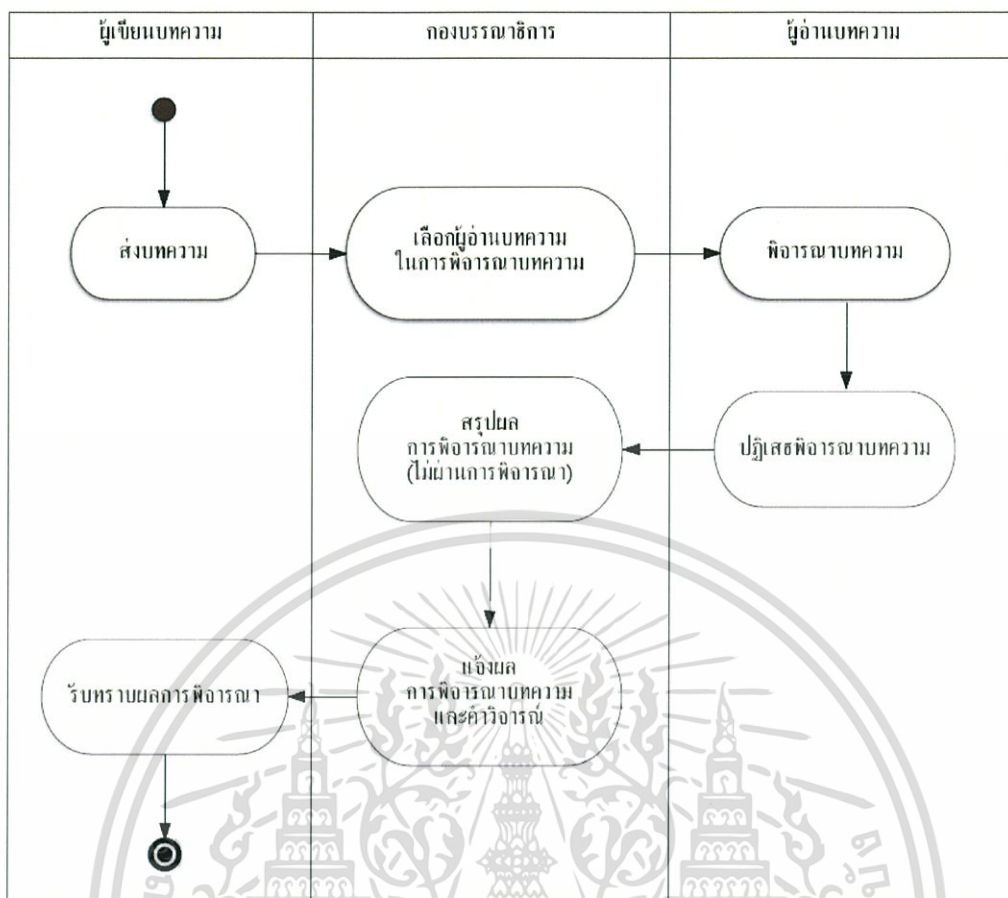 ผู้เขียนบทความ
กองบรรณาธิการ
ผู้อ่านบทความ
ส่งบทความ
เลือกผู้อ่านบทความ
ในการพิจารณาบทความ
พิจารณาบทความ
สรุปผล
การพิจารณาบทความ
(ไม่ผ่านการพิจารณา)
ปฏิเสธพิจารณาบทความ
แจ้งผล
การพิจารณาบทความ
และคำวิจารณ์
รับทราบผลการพิจารณา